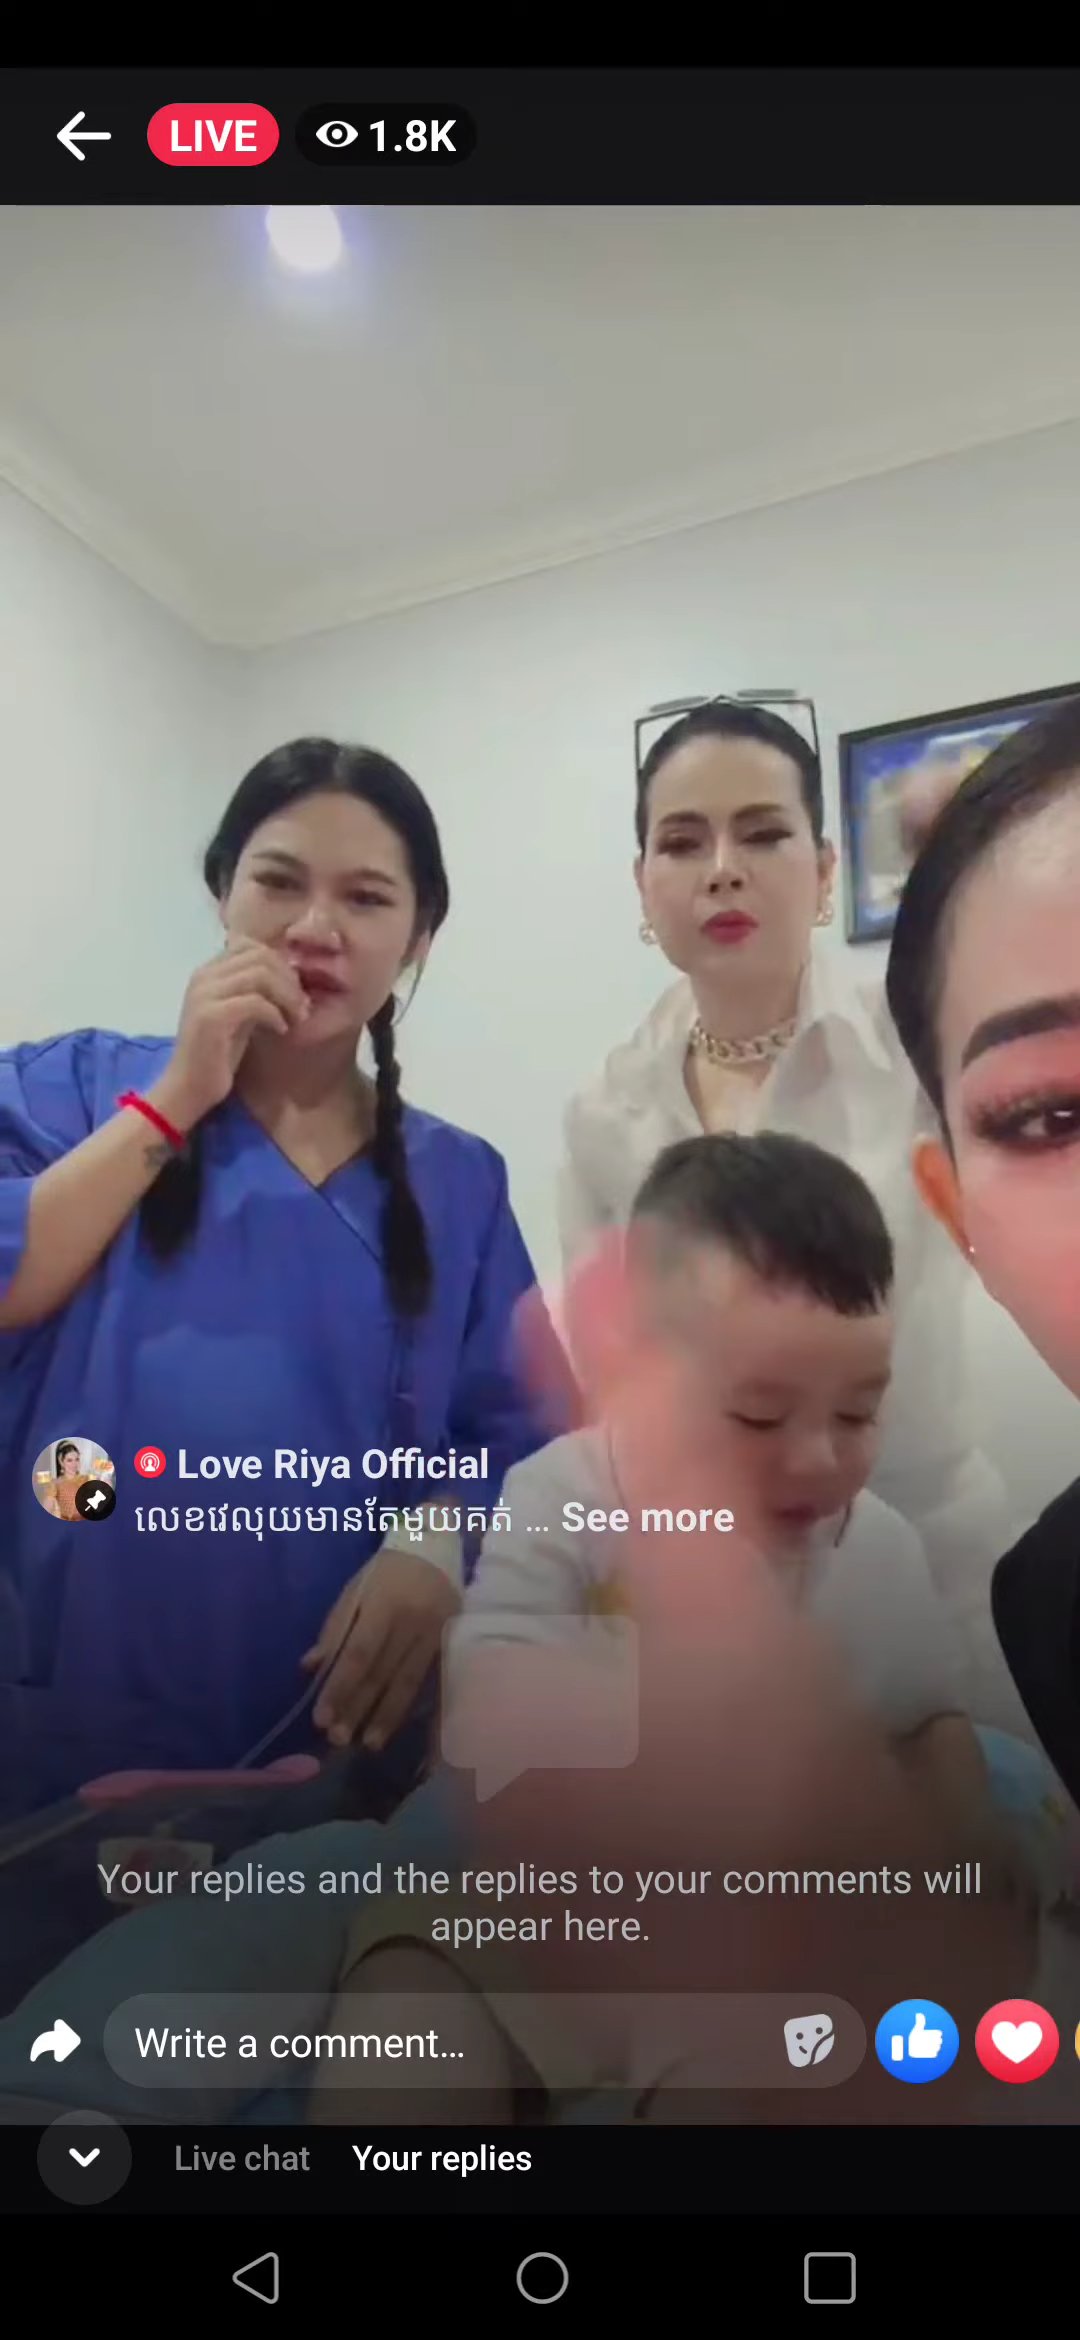 LIVE 1.8K
Love Riya Official
លេខវេលុយមានតែមួយគត់ ... See more
Your replies and the replies to your comments will
appear here.
Write a comment...
Live chat Your replies